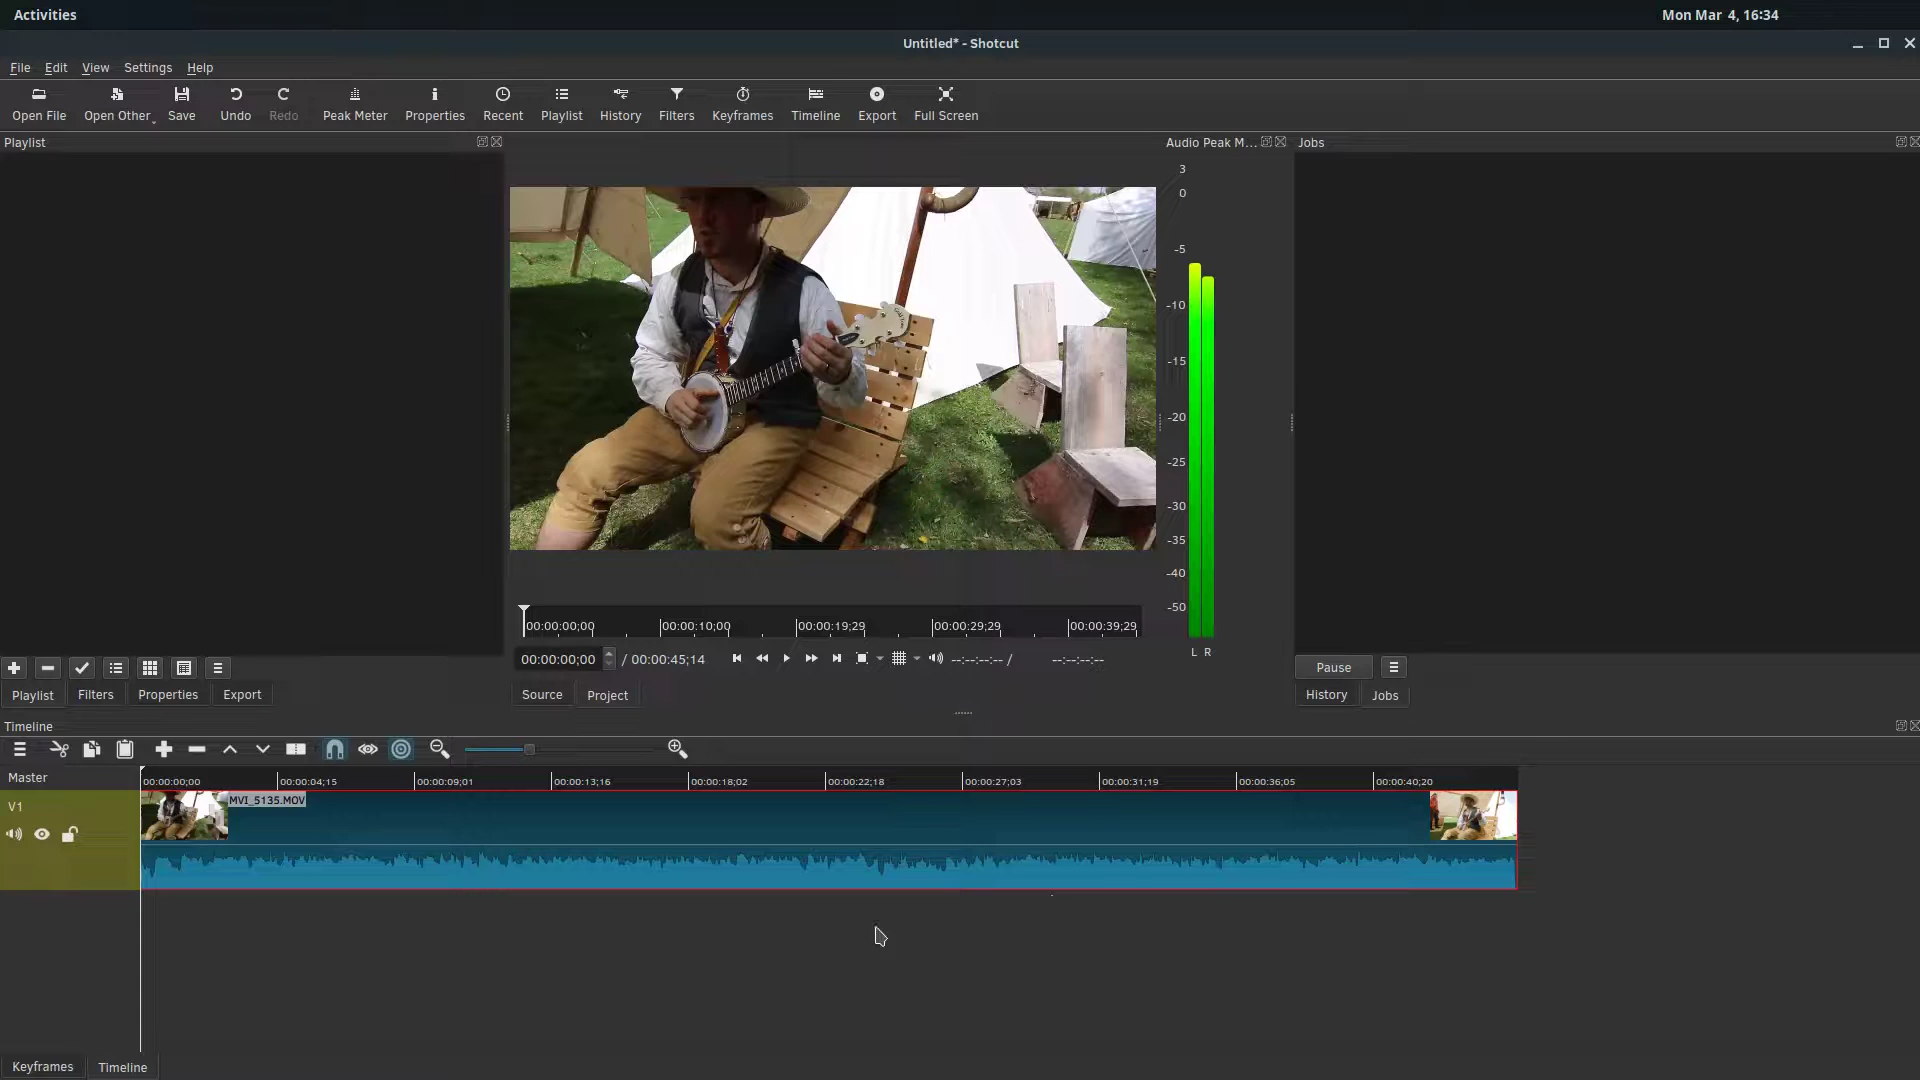 Activities
Mon Mar 4, 16:34
Untitled* - Shotcut
File Edit View Settings Help
Open File Open Other Save Undo Redo Peak Meter Properties Recent Playlist History Filters Keyframes Timeline Export Full Screen
Playlist
Audio Peak M...
Jobs
3
0
-5
-10
-15
-20
-25
-30
-35
-40
-50
L R
00:00:00;00 00:00:10;00 00:00:19;29 00:00:29;29 00:00:39;29
00:00:00;00 / 00:00:45;14 --:--:--:-- / --:--:--:--
Pause
Playlist Filters Properties Export
Source Project
History Jobs
Timeline
Master
00:00:00;00 00:00:04;15 00:00:09;01 00:00:13;16 00:00:18;02 00:00:22;18 00:00:27;03 00:00:31;19 00:00:36;05 00:00:40;20
V1
MVI_5135.MOV
Keyframes Timeline